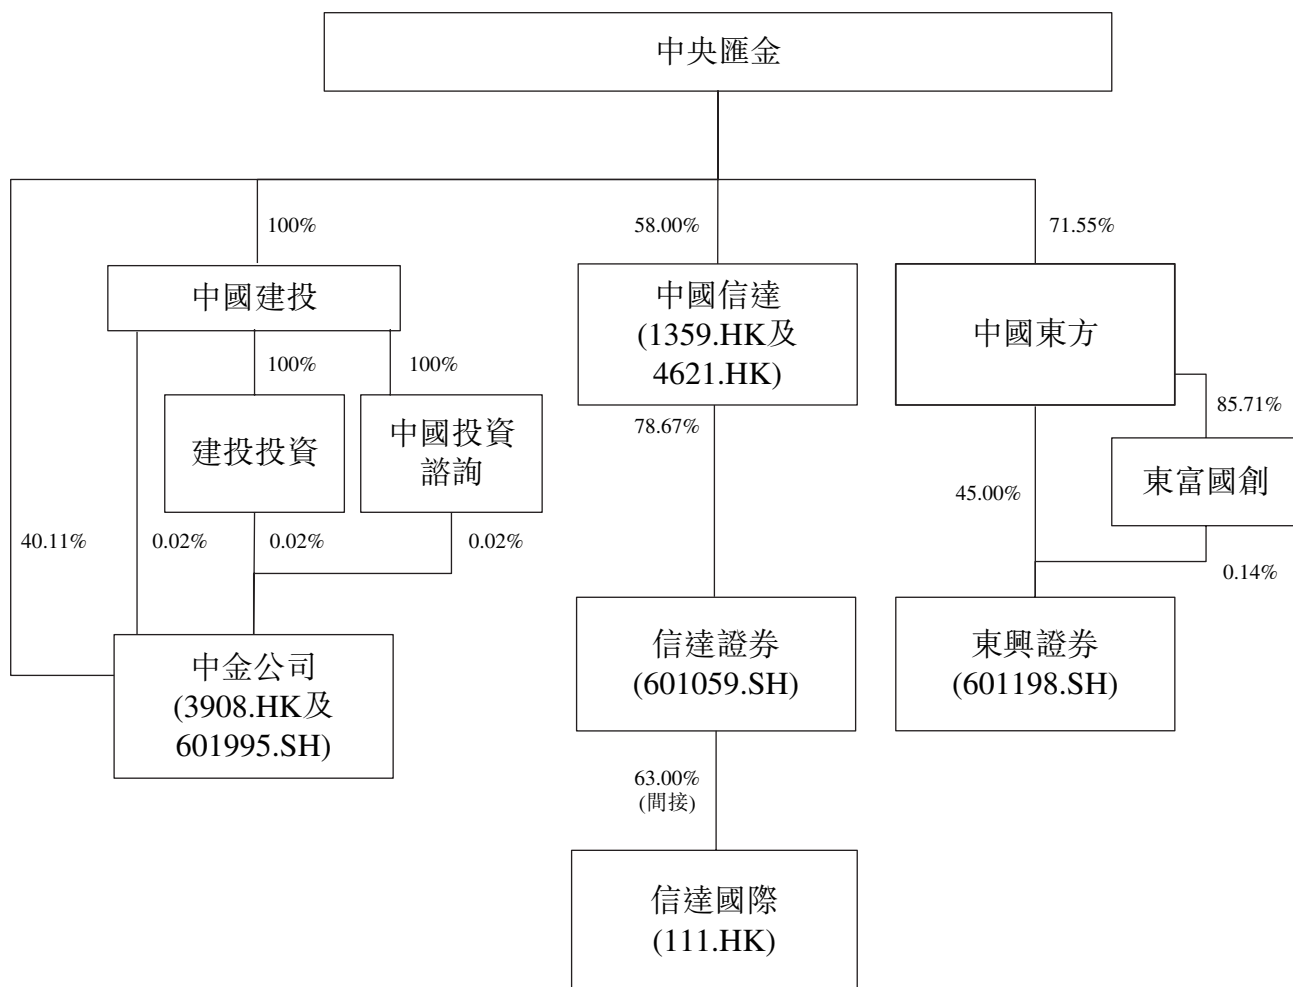 中央匯金
100%
58.00%
71.55%
中國建投
中國信達
(1359.HK及
4621.HK)
中國東方
100%
100%
85.71%
建投投資
中國投資
諮詢
78.67%
東富國創
45.00%
40.11%
0.02%
0.02%
0.02%
0.14%
中金公司
(3908.HK及
601995.SH)
信達證券
(601059.SH)
東興證券
(601198.SH)
63.00%
(間接)
信達國際
(111.HK)